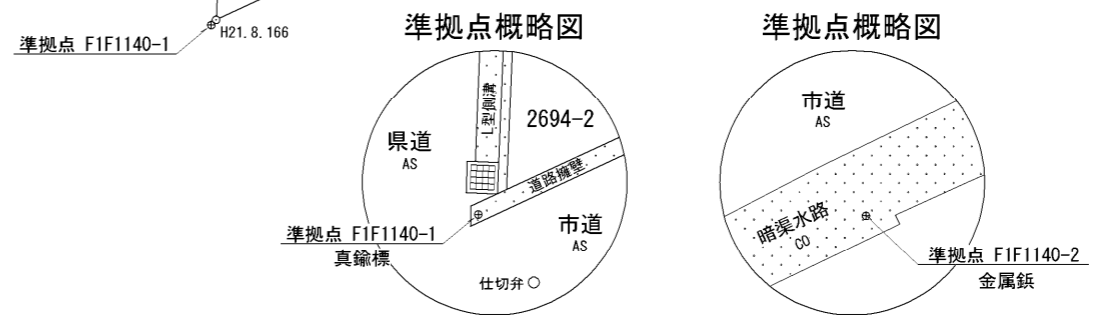 H21. 8. 166
準拠点 F1F1140-1
準拠点概略図
L型側溝
2694-2
県道
AS
道路擁壁
準拠点 F1F1140-1
真鍮標
市道
AS
仕切弁
準拠点概略図
市道
AS
暗渠水路
CO
準拠点 F1F1140-2
金属鋲